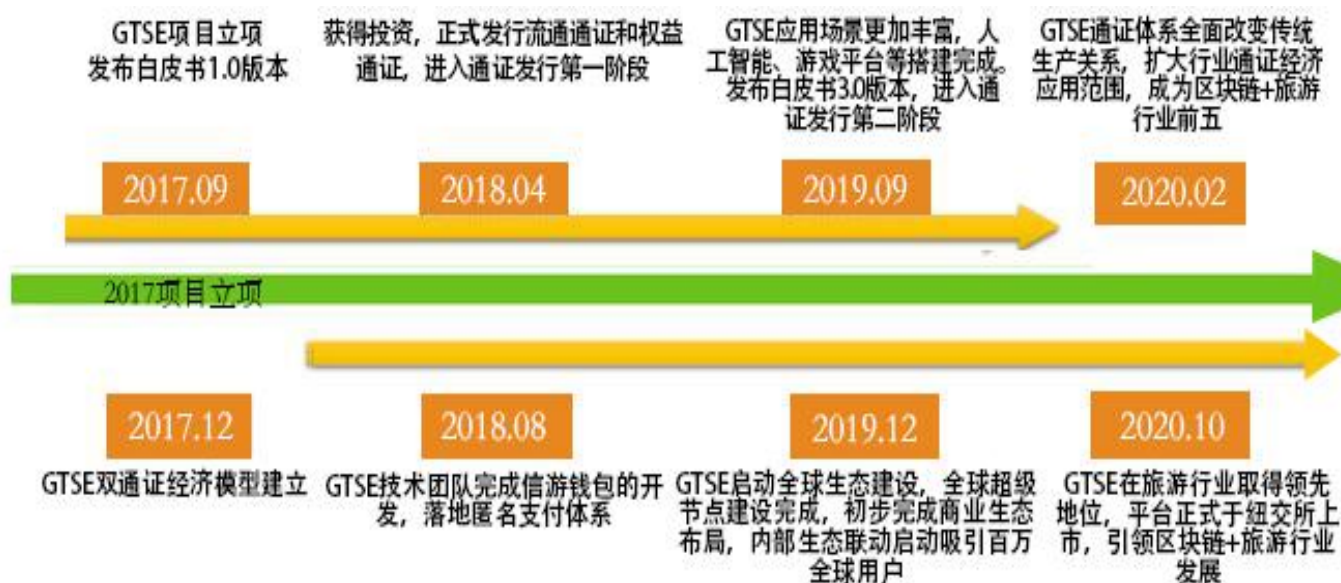 GTSE项目立项
发布白皮书1.0版本
获得投资，正式发行流通通证和权益
通证，进入通证发行第一阶段
GTSE应用场景更加丰富，人
工智能、游戏平台等搭建完成。
发布白皮书3.0版本，进入通
证发行第二阶段
GTSE通证体系全面改变传统
生产关系，扩大行业通证经济
应用范围，成为区块链+旅游
行业前五
2017.09
2018.04
2019.09
2020.02
2017项目立项
2017.12
2018.08
2019.12
2020.10
GTSE双通证经济模型建立
GTSE技术团队完成信游钱包的开
发，落地匿名支付体系
GTSE启动全球生态建设，全球超级
节点建设完成，初步完成商业生态
布局，内部生态联动启动吸引百万
全球用户
GTSE在旅游行业取得领先
地位，平台正式于纽交所上
市，引领区块链+旅游行业
发展